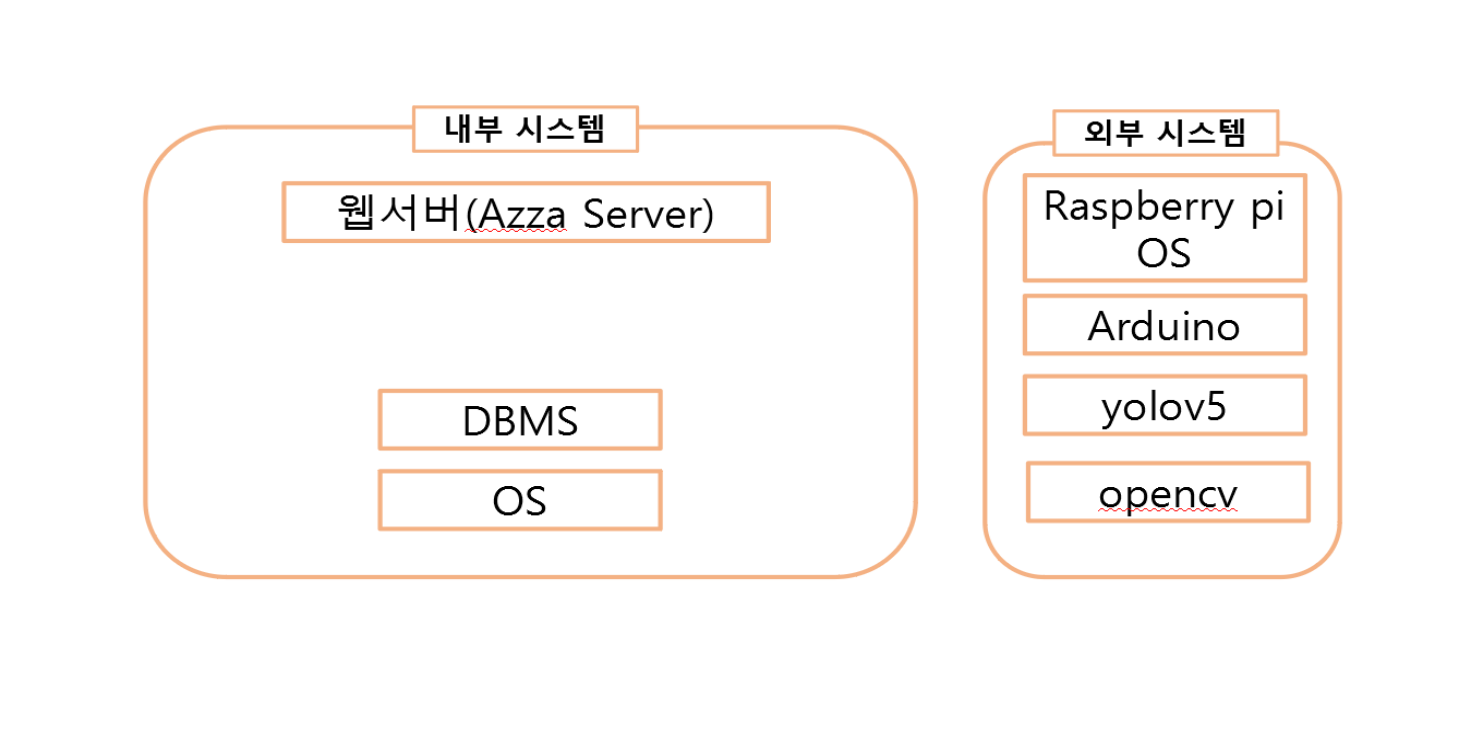 내부 시스템
웹서버(Azza Server)
DBMS
OS
외부 시스템
Raspberry pi
OS
Arduino
yolov5
opencv